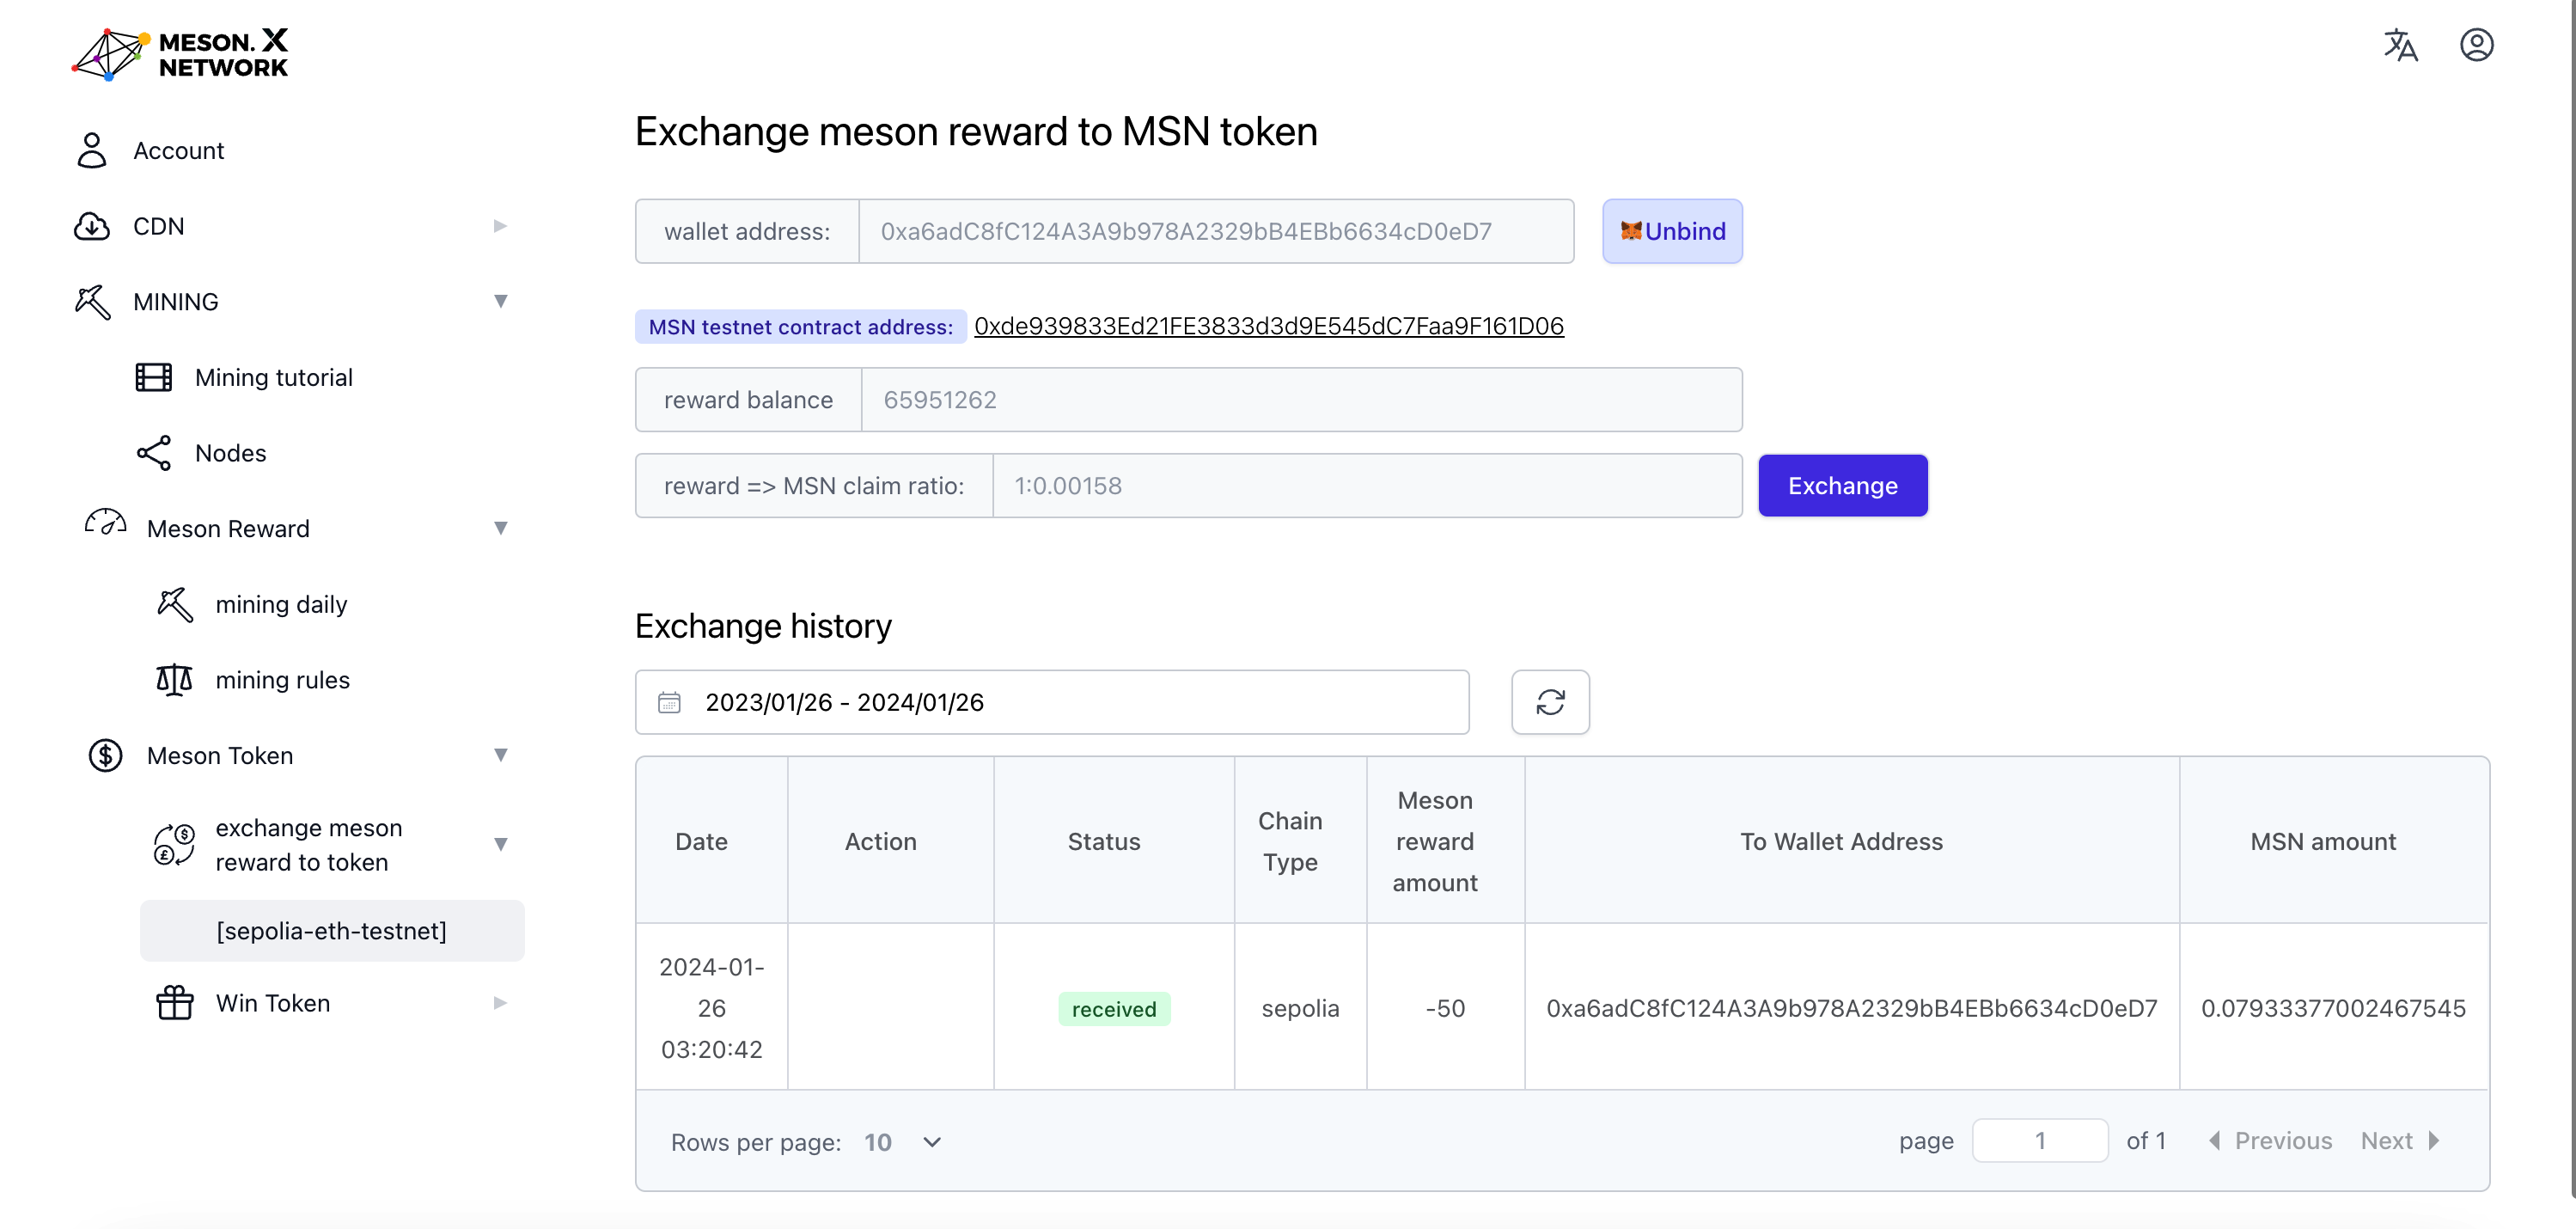 MESON. X
NETWORK
Account
CDN
MINING
Mining tutorial
Nodes
Meson Reward
mining daily
mining rules
Meson Token
exchange meson
reward to token
[sepolia-eth-testnet]
Win Token
Exchange meson reward to MSN token
wallet address: 0xa6adC8fC124A3A9b978A2329bB4EBb6634cD0eD7 Unbind
MSN testnet contract address: 0xde939833Ed21FE3833d3d9E545dC7Faa9F161D06
reward balance 65951262
reward => MSN claim ratio: 1:0.00158 Exchange
Exchange history
2023/01/26 - 2024/01/26
Date
Action
Status
Chain
Type
Meson
reward
amount
To Wallet Address
MSN amount
2024-01-
26
03:20:42
received
sepolia
-50
0xa6adC8fC124A3A9b978A2329bB4EBb6634cD0eD7
0.07933377002467545
Rows per page: 10
page 1 of 1 Previous Next